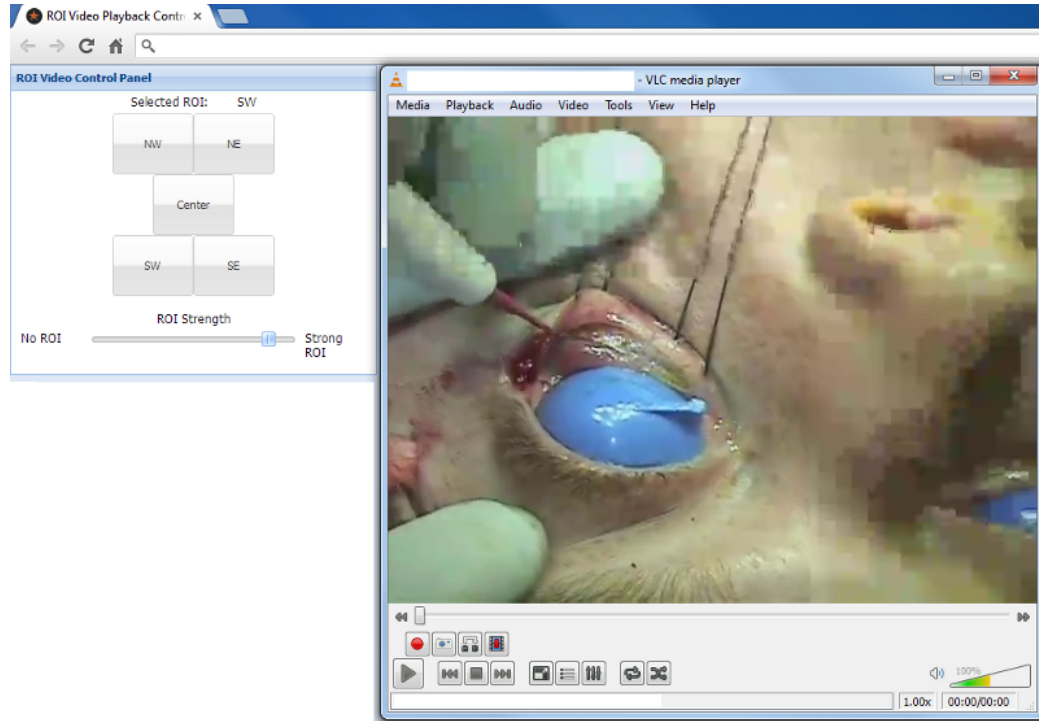 ROI Video Playback Contr
ROI Video Control Panel
Selected ROI: SW
NW NE
Center
SW SE
ROI Strength
No ROI
Strong
ROI
- VLC media player
Media Playback Audio Video Tools View Help
100%
1.00x 00:00/00:00